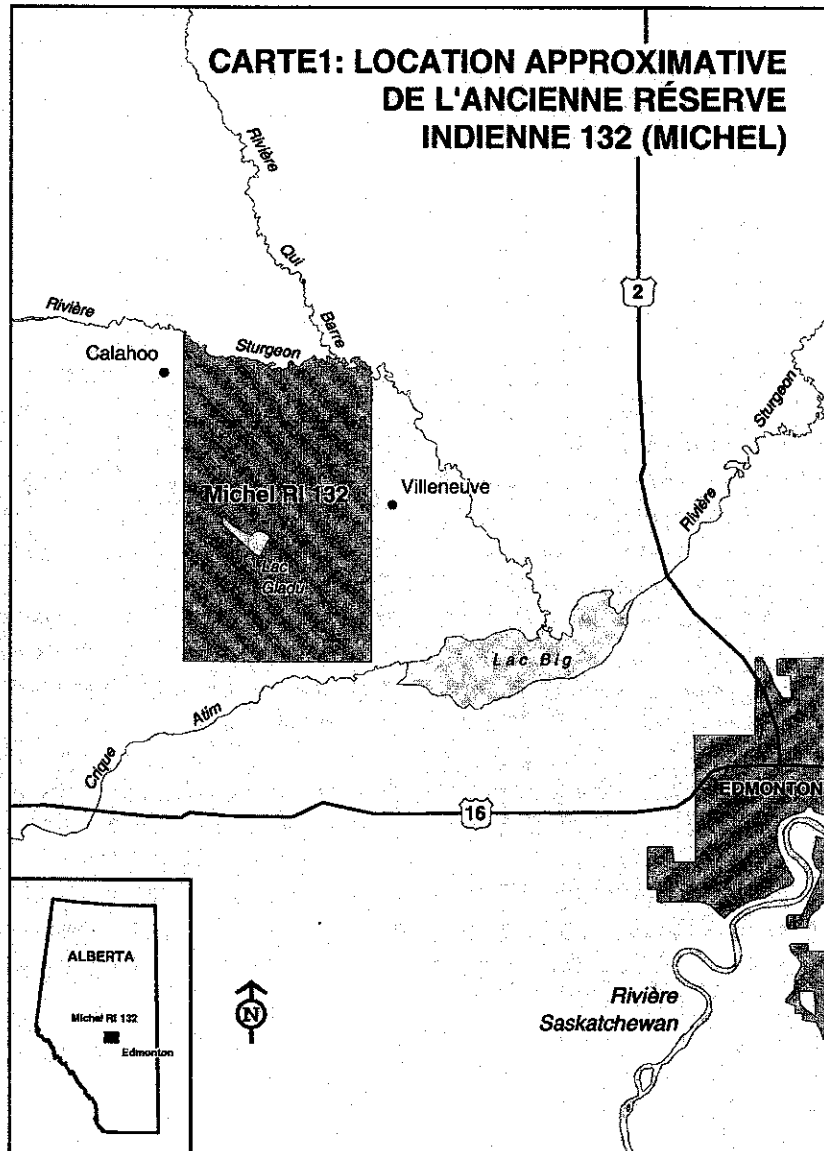 CARTE1: LOCATION APPROXIMATIVE
DE L'ANCIENNE RÉSERVE
INDIENNE 132 (MICHEL)
Rivière
Qui
Barre
2
Rivière
Sturgeon
Calahoo
Sturgeon
Michel RI 132
Villeneuve
Rivière
Lac
Lac Big
Atim
Crique
16
EDMONTON
ALBERTA
Michel RI 132
Edmonton
N
Rivière
Saskatchewan